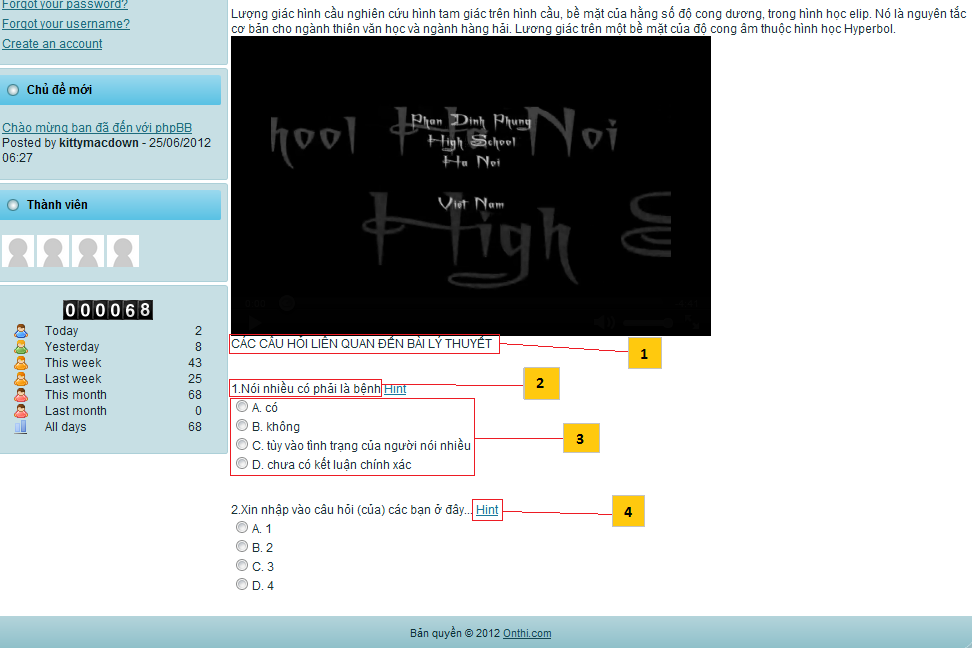 Forgot your password?
Forgot your username?
Create an account
Chủ đề mới
Chào mừng bạn đã đến với phpBB
Posted by kittymacdown - 25/06/2012
06:27
Thành viên
000068
Today 2
Yesterday 8
This week 43
Last week 25
This month 68
Last month 0
All days 68
Lượng giác hình cầu nghiên cứu hình tam giác trên hình cầu, bề mặt của hằng số độ cong dương, trong hình học elip. Nó là nguyên tắc
cơ bản cho ngành thiên văn học và ngành hàng hải. Lương giác trên một bề mặt của độ cong âm thuộc hình học Hyperbol.
hool Ha Noi
Phan Dinh Phung
High School
Ha Noi
Viet Nam
High S
CÁC CÂU HỎI LIÊN QUAN ĐẾN BÀI LÝ THUYẾT
1
1.Nói nhiều có phải là bệnh Hint
2
A. có
B. không
C. tùy vào tình trạng của người nói nhiều
D. chưa có kết luận chính xác
3
2.Xin nhập vào câu hỏi (của) các bạn ở đây... Hint
4
A. 1
B. 2
C. 3
D. 4
Bản quyền © 2012 Onthi.com